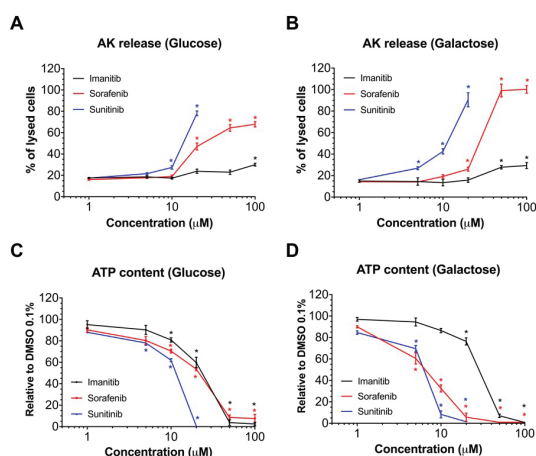 A
AK release (Glucose)
% of lysed cells
120
100
80
60
40
20
0
Imanitib
Sorafenib
Sunitinib
*
*
*
*
*
*
1
10
100
Concentration (μM)
B
AK release (Galactose)
% of lysed cells
120
100
80
60
40
20
0
Imanitib
Sorafenib
Sunitinib
*
*
*
*
*
*
*
*
1
10
100
Concentration (μM)
C
ATP content (Glucose)
Relative to DMSO 0.1%
120
100
80
60
40
20
0
Imanitib
Sorafenib
Sunitinib
*
*
*
*
*
*
*
*
*
*
*
1
10
100
Concentration (μM)
D
ATP content (Galactose)
Relative to DMSO 0.1%
120
100
80
60
40
20
0
Imanitib
Sorafenib
Sunitinib
*
*
*
*
*
*
*
*
*
*
*
*
1
10
100
Concentration (μM)